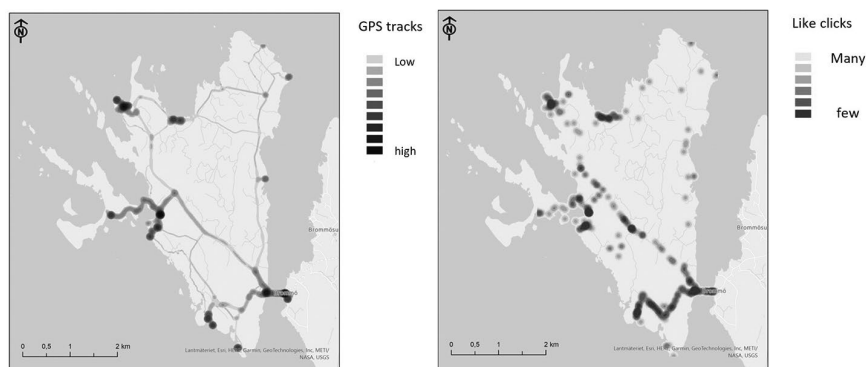 N
GPS tracks
Low
high
Brommösu
0 0,5 1 2 km
Lantmäteriet, Esri, HERE, Garmin, GeoTechnologies, Inc, METI/
NASA, USGS
N
Like clicks
Many
few
Brommösu
0 0,5 1 2 km
Lantmäteriet, Esri, HERE, Garmin, GeoTechnologies, Inc, METI/
NASA, USGS